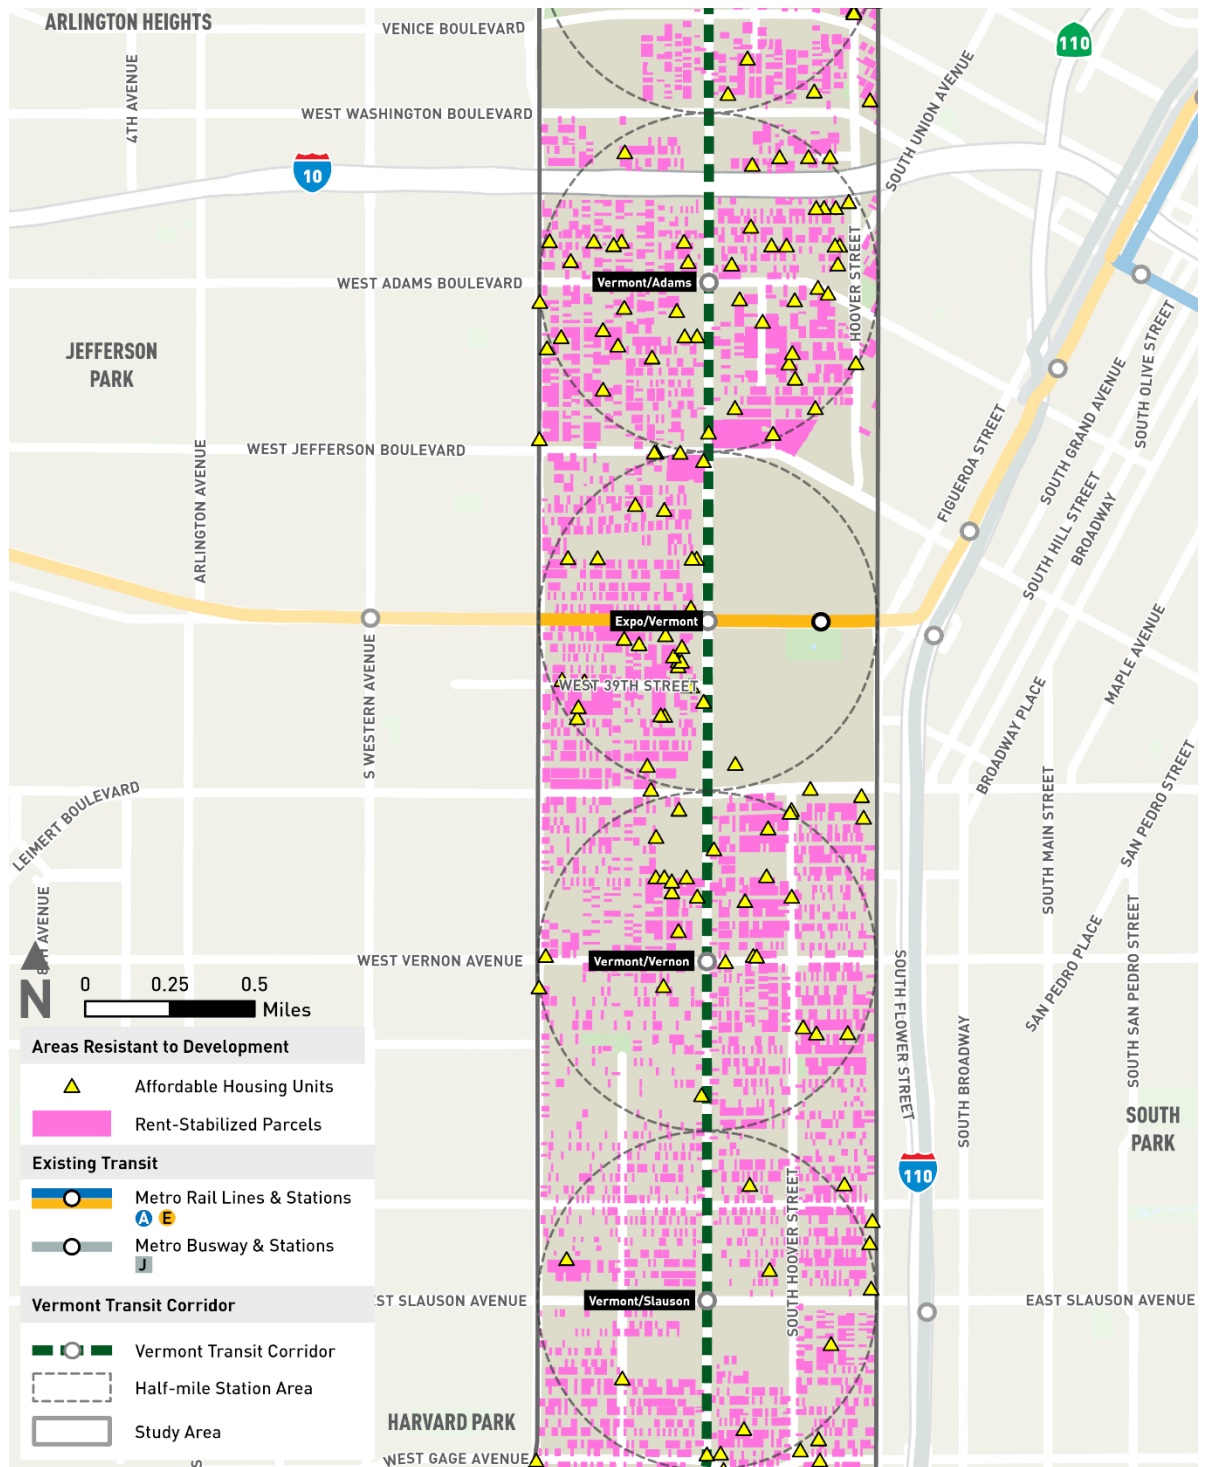 ARLINGTON HEIGHTS
VENICE BOULEVARD
110
4TH AVENUE
SOUTH UNION AVENUE
WEST WASHINGTON BOULEVARD
10
HOOVER STREET
WEST ADAMS BOULEVARD
Vermont/Adams
JEFFERSON
PARK
SOUTH OLIVE STREET
SOUTH GRAND AVENUE
FIGUEROA STREET
WEST JEFFERSON BOULEVARD
ARLINGTON AVENUE
SOUTH HILL STREET
BROADWAY
Expo/Vermont
S WESTERN AVENUE
WEST 39TH STREET
MAPLE AVENUE
BROADWAY PLACE
LEIMERT BOULEVARD
SOUTH MAIN STREET
SAN PEDRO STREET
8TH AVENUE
WEST VERNON AVENUE
Vermont/Vernon
SOUTH FLOWER STREET
SAN PEDRO PLACE
SOUTH SAN PEDRO STREET
N
0 0.25 0.5
Miles
SOUTH BROADWAY
SOUTH
PARK
110
SOUTH HOOVER STREET
Areas Resistant to Development
Affordable Housing Units
Rent-Stabilized Parcels
Existing Transit
Metro Rail Lines & Stations
A E
Metro Busway & Stations
J
Vermont Transit Corridor
Vermont Transit Corridor
Half-mile Station Area
Study Area
EST SLAUSON AVENUE
Vermont/Slauson
EAST SLAUSON AVENUE
HARVARD PARK
WEST GAGE AVENUE
S